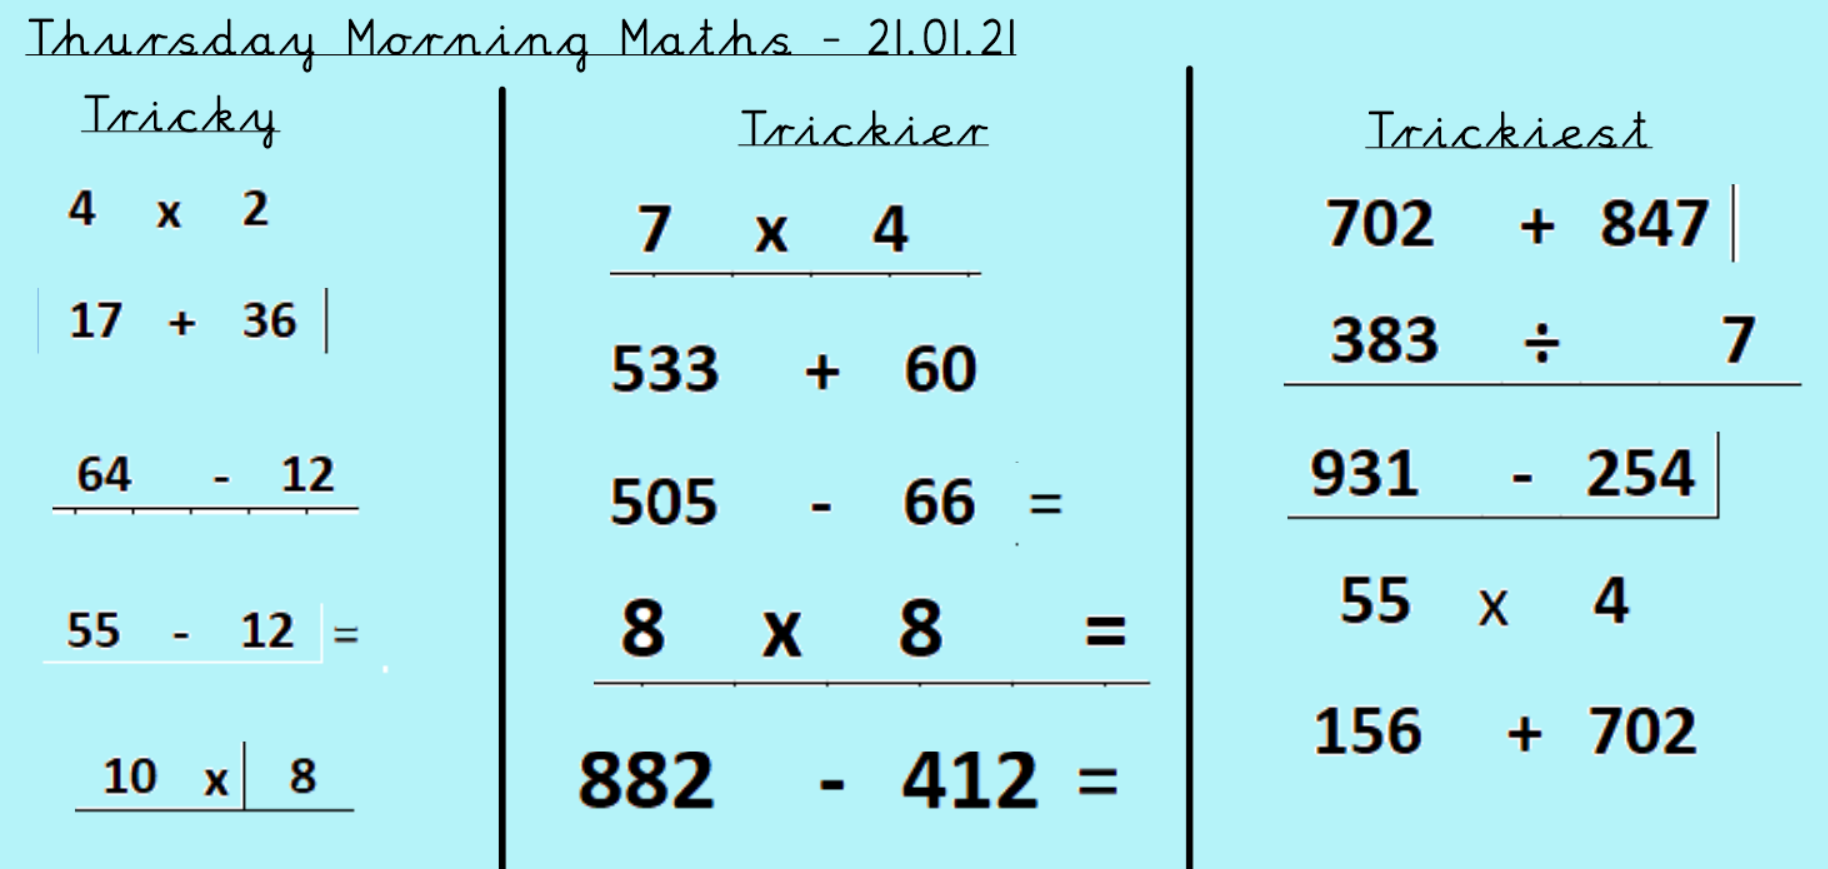 Thursday Morning Maths - 21.01.21
Tricky
4 x 2
17 + 36
64 - 12
55 - 12 =
10 x 8
Trickier
7 x 4
533 + 60
505 - 66 =
8 x 8 =
882 - 412 =
Trickiest
702 + 847
383 ÷ 7
931 - 254
55 x 4
156 + 702